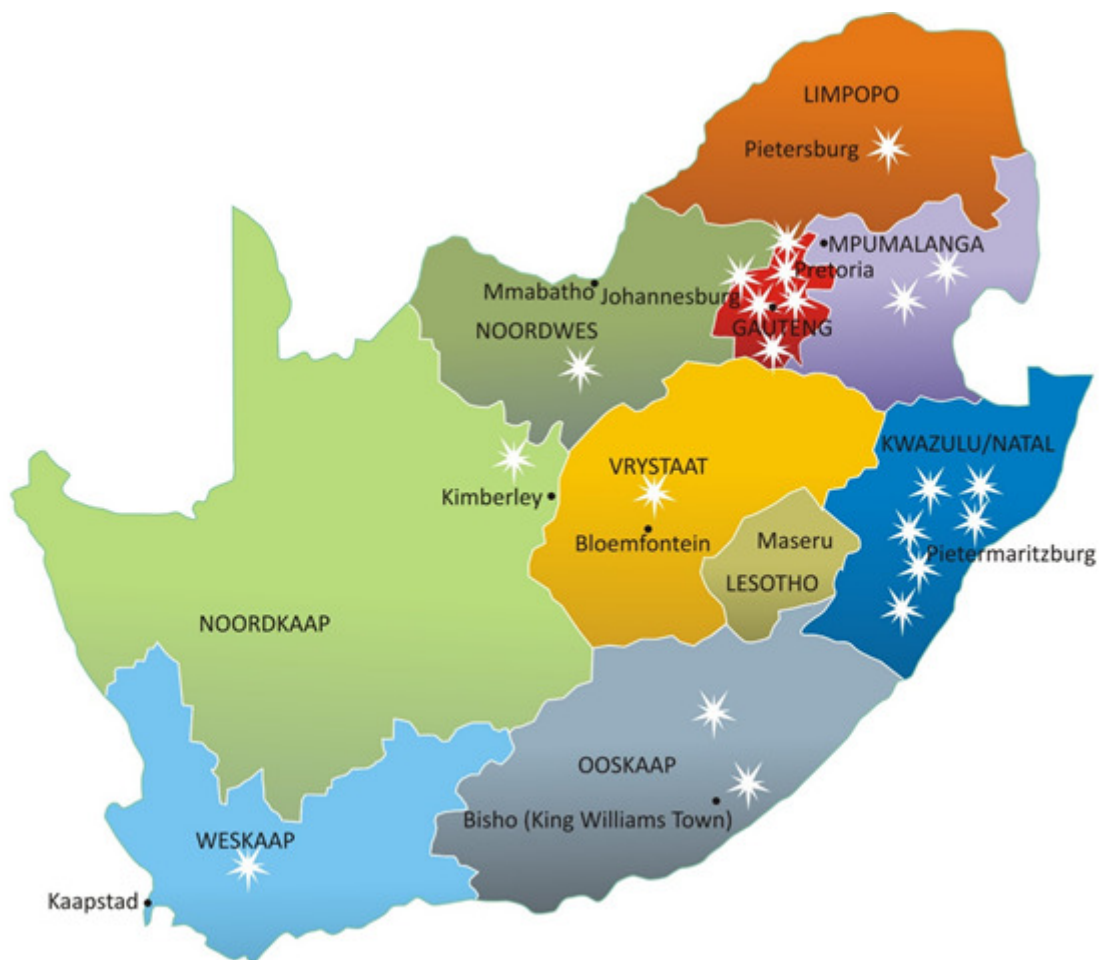 LIMPOPO
Pietersburg
MPUMALANGA
Pretoria
Mmabatho
Johannesburg
GAUTENG
NOORDWES
KWAZULU/NATAL
VRYSTAAT
Kimberley
Bloemfontein
Maseru
Pietermaritzburg
LESOTHO
NOORDKAAP
OOSKAAP
Bisho (King Williams Town)
WESKAAP
Kaapstad